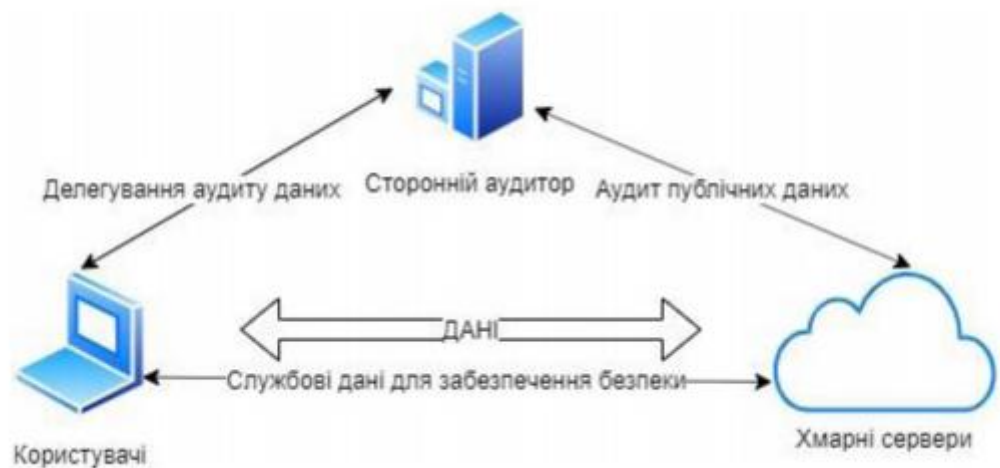 Делегування аудиту даних
Сторонній аудитор
Аудит публічних даних
ДАНІ
Службові дані для забезпечення безпеки
Користувачі
Хмарні сервери